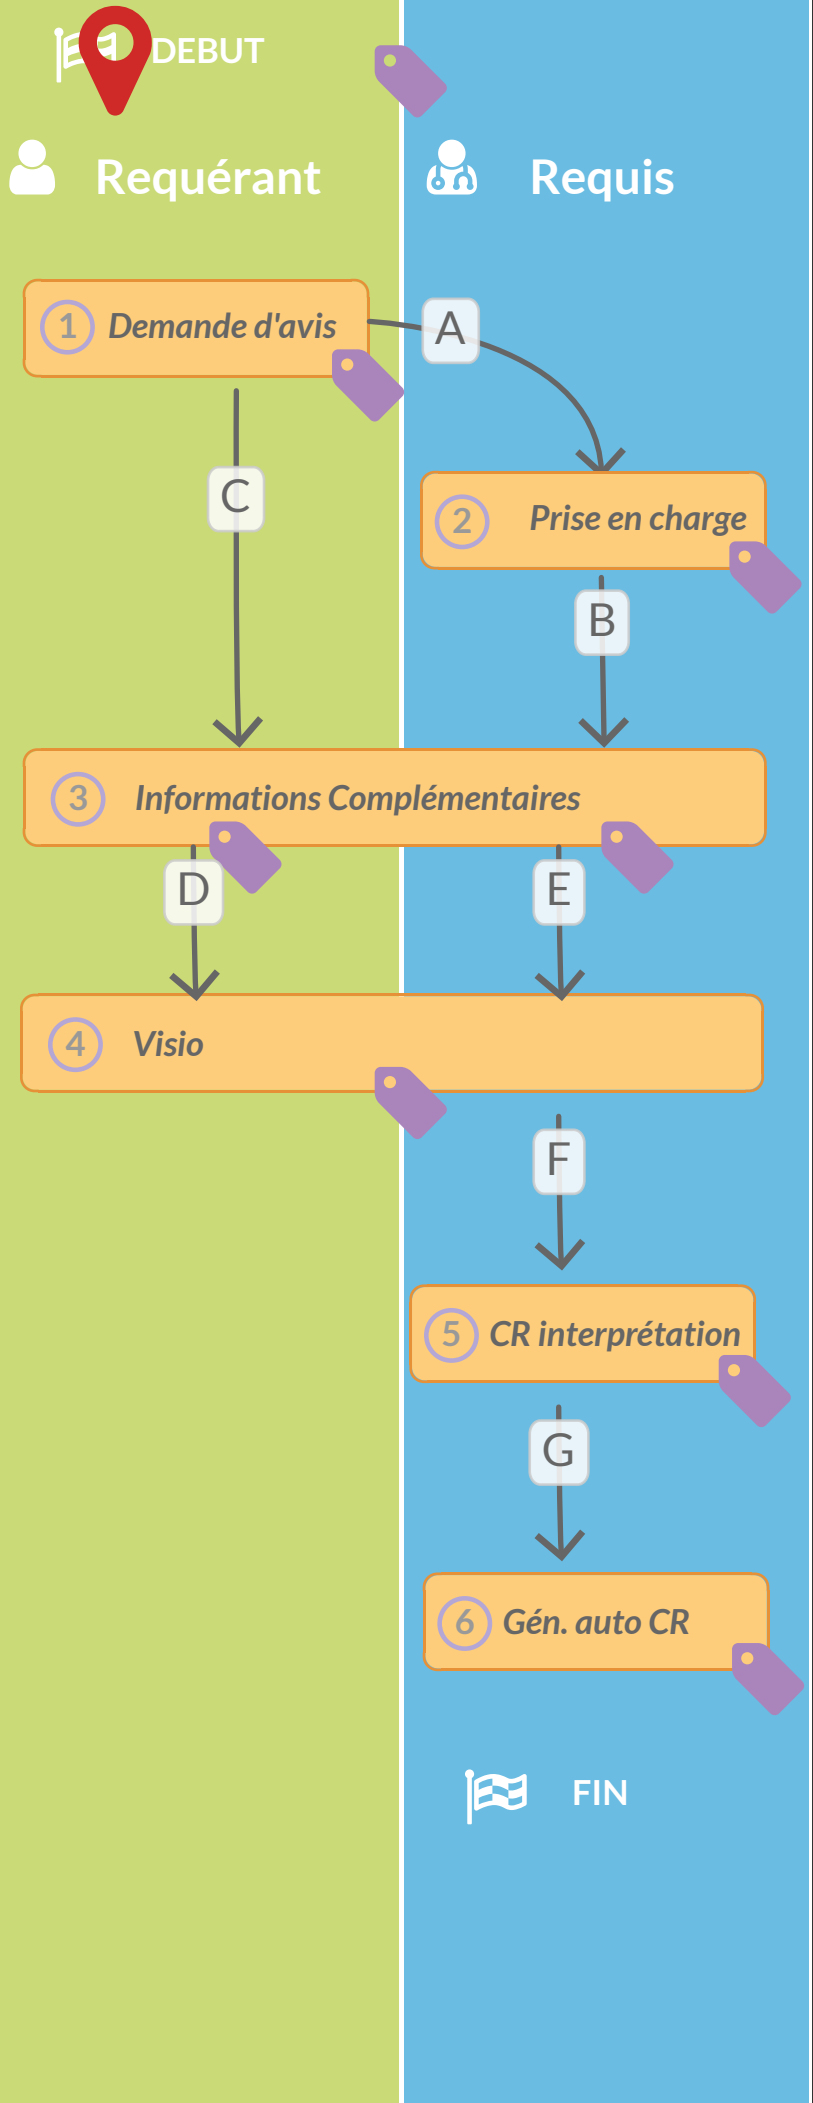 DEBUT
Requérant
Requis
1 Demande d'avis
A
C
2 Prise en charge
B
3 Informations Complémentaires
D
E
4 Visio
F
5 CR interprétation
G
6 Gén. auto CR
FIN